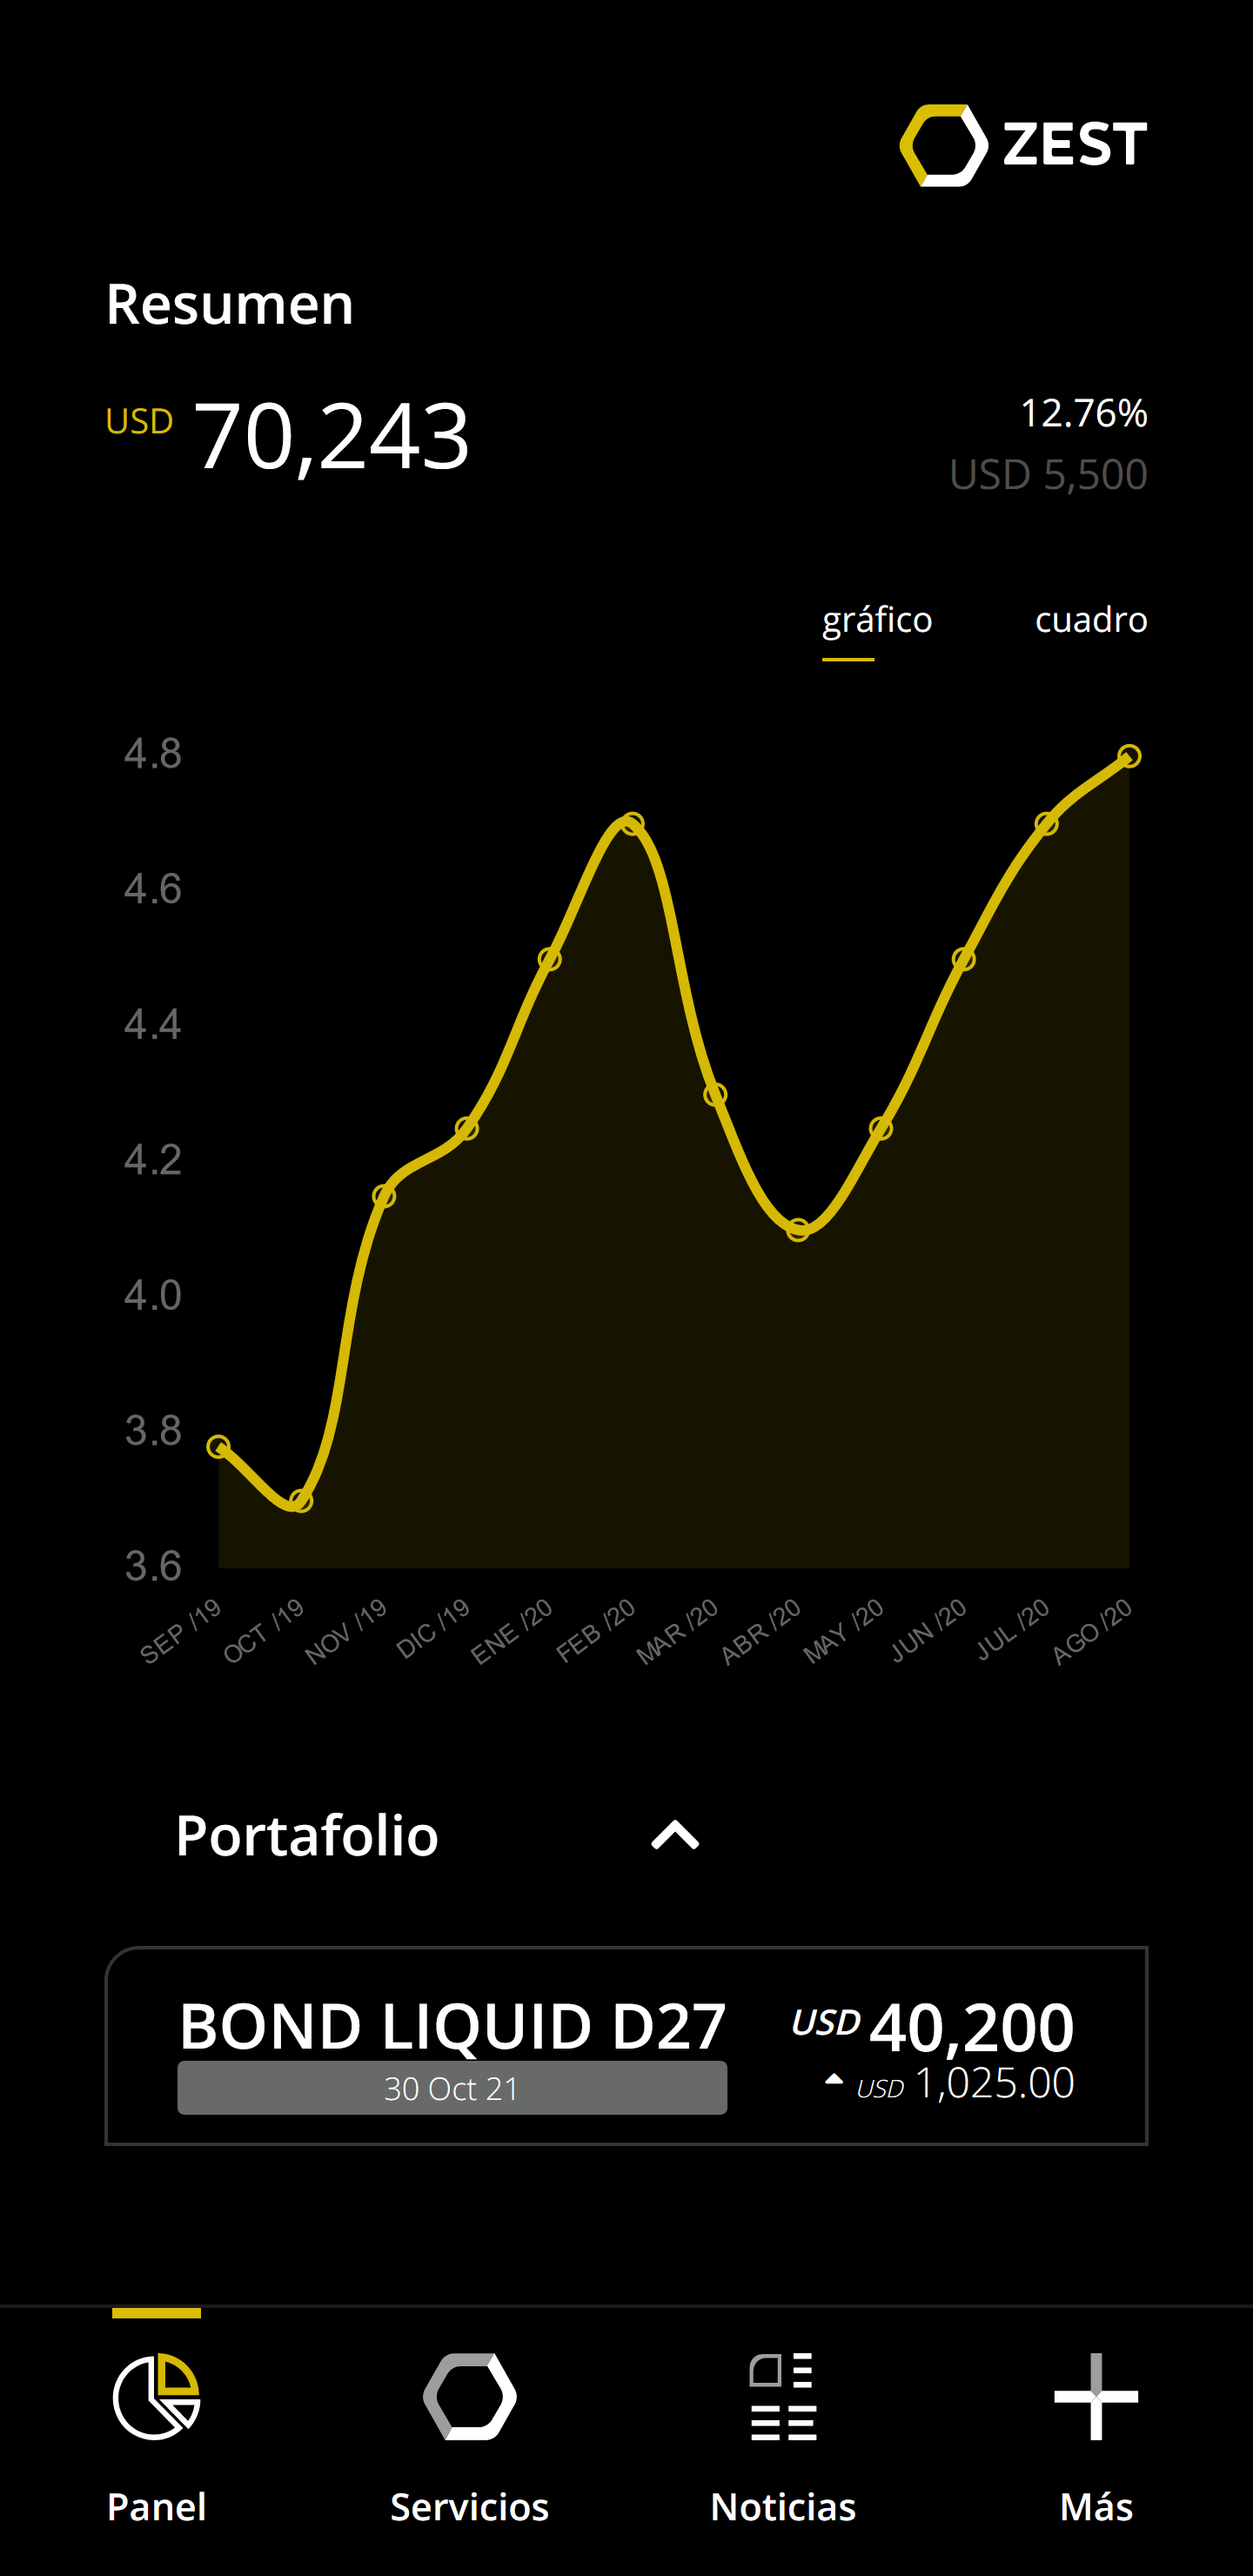 ZEST
Resumen
USD 70,243
12.76%
USD 5,500
gráfico cuadro
4.8
4.6
4.4
4.2
4.0
3.8
3.6
SEP /19 OCT /19 NOV /19 DIC /19 ENE /20 FEB /20 MAR /20 ABR /20 MAY /20 JUN /20 JUL /20 AGO /20
Portafolio
BOND LIQUID D27 USD 40,200
30 Oct 21 USD 1,025.00
Panel Servicios Noticias Más